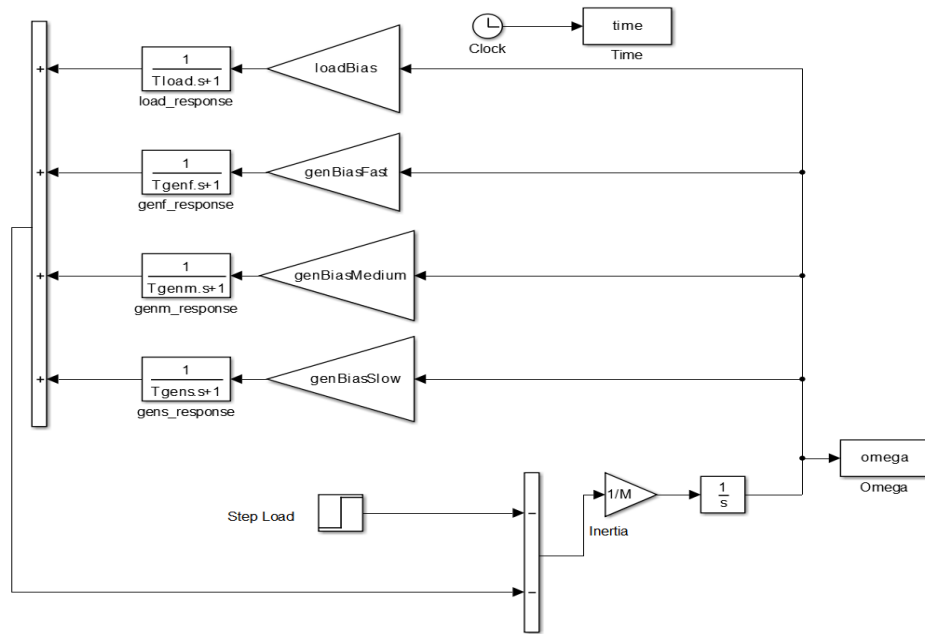 time
Clock
Time
+
1
Tload.s+1
loadBias
load_response
+
1
Tgenf.s+1
genBiasFast
genf_response
+
1
Tgenm.s+1
genBiasMedium
genm_response
+
1
Tgens.s+1
genBiasSlow
gens_response
omega
Omega
1/M
1
s
Inertia
Step Load
−
−